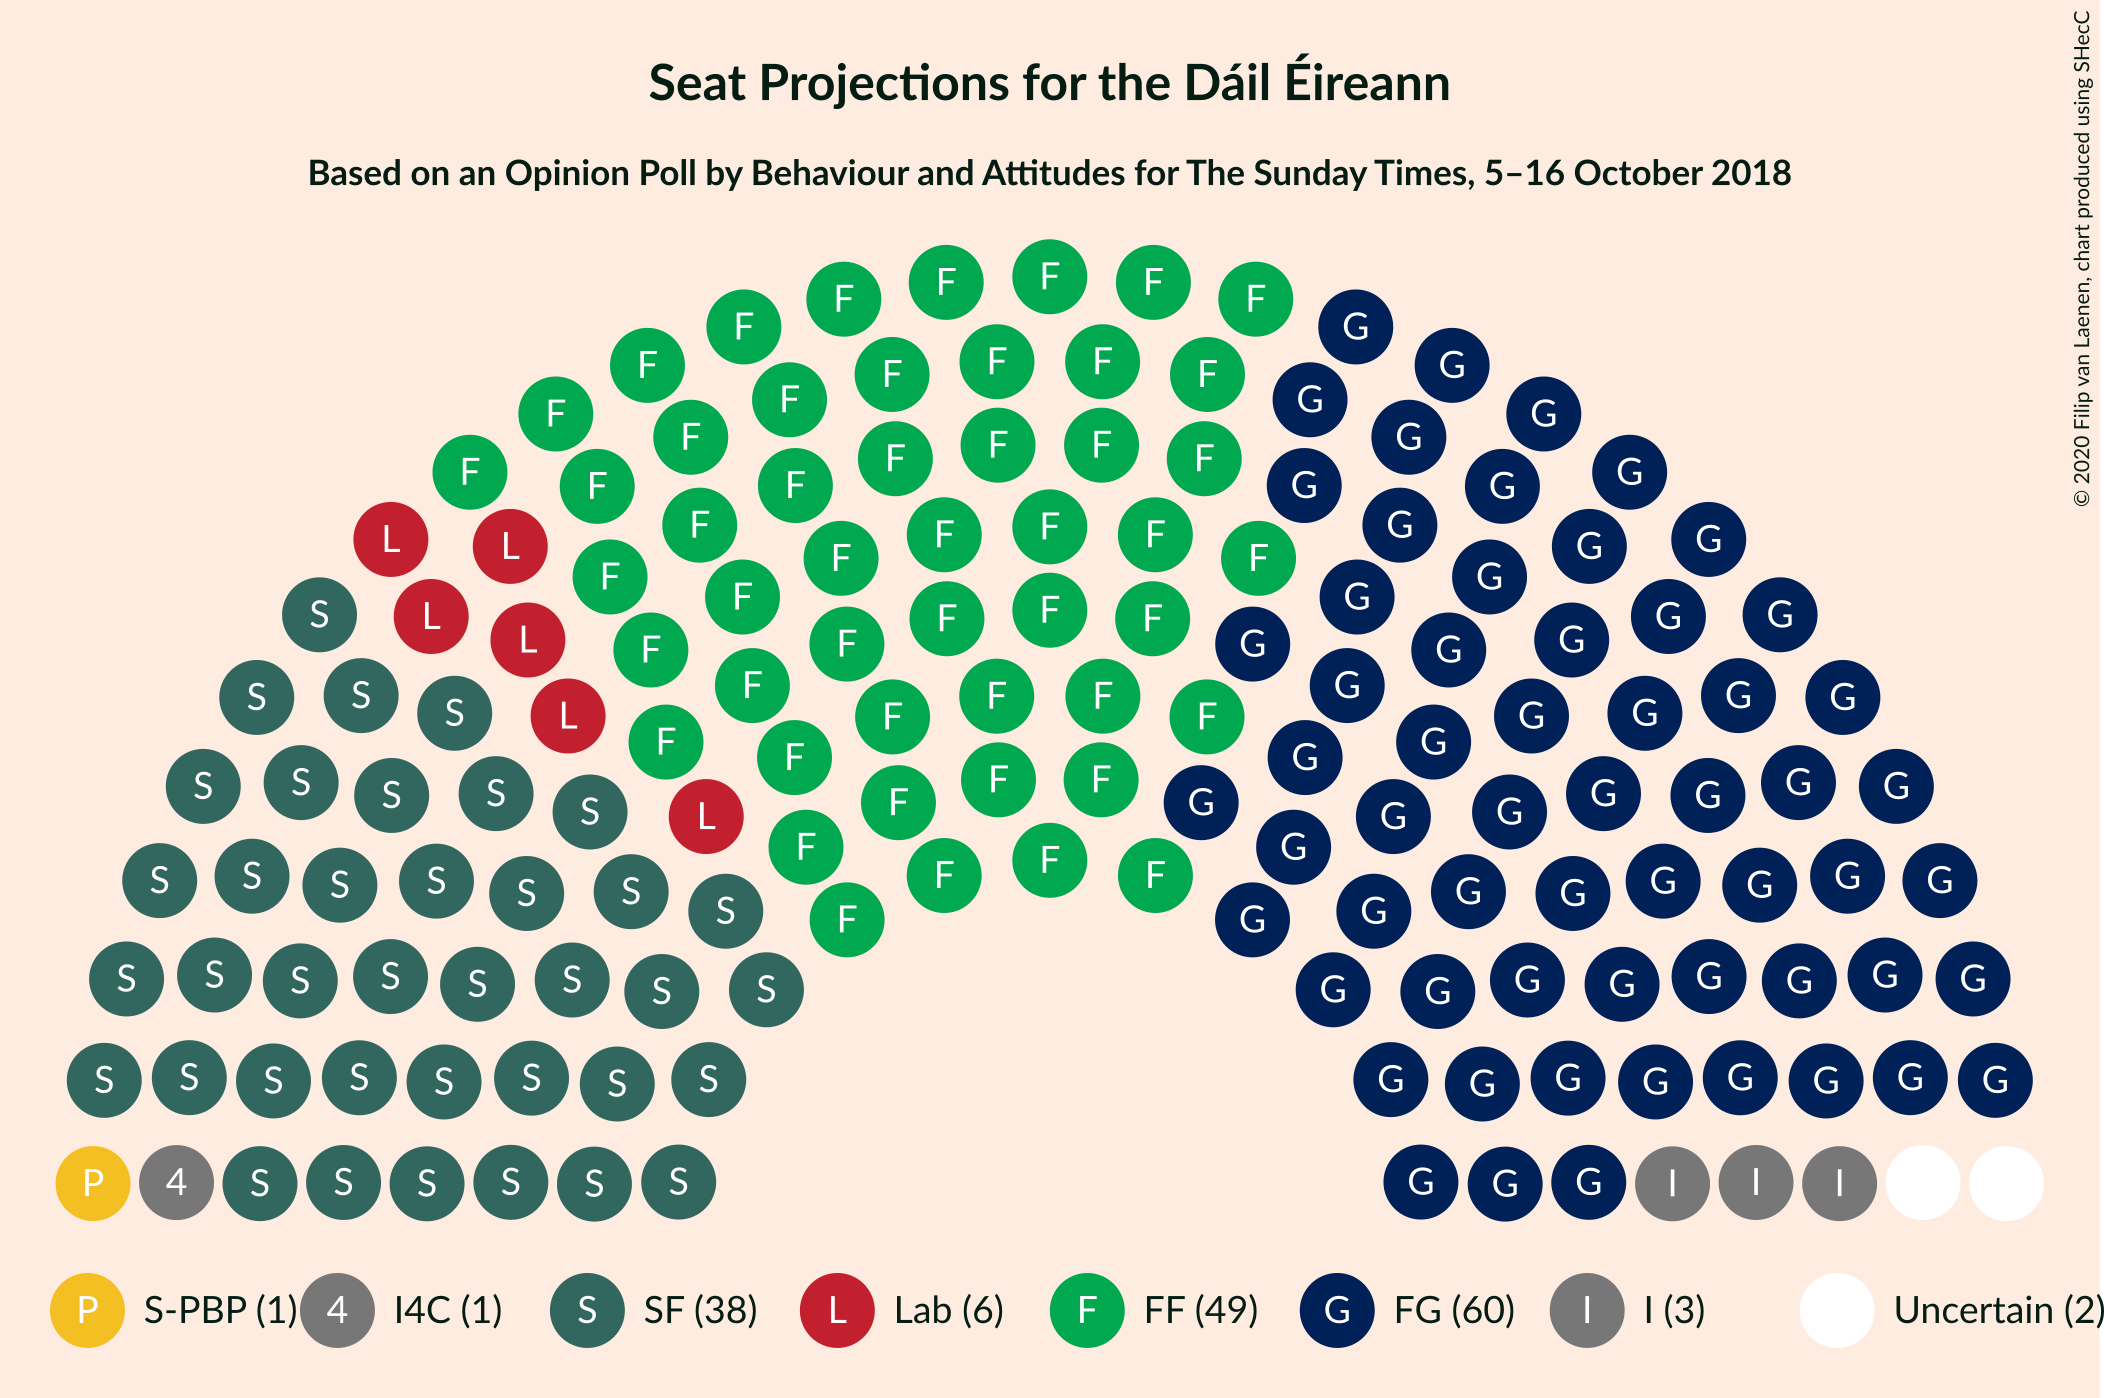 Seat Projections for the Dáil Éireann
Based on an Opinion Poll by Behaviour and Attitudes for The Sunday Times, 5–16 October 2018
© 2020 Filip van Laenen, chart produced using SHecC
F F F F F
F G
F F F F F G
F F G G
F F F F F F G G
F F G G
L L F F F F F F G G G
S L F F F F F G G G G
L F F G G G
S S S L F F F F F G G G G G
F F G G
S S S S S L F F F G G G G G G G
S S S S S S S F F F F F G G G G G G G G G
S S S S S S S S G G G G G G G G
S S S S S S S S G G G G G G G G
P 4 S S S S S S G G G I I I
P S-PBP (1) 4 I4C (1) S SF (38) L Lab (6) F FF (49) G FG (60) I I (3) Uncertain (2)